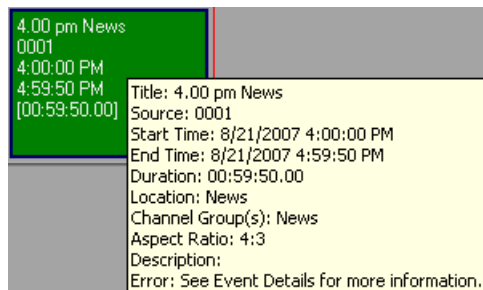 4.00 pm News
0001
4:00:00 PM
4:59:50 PM
[00:59:50.00]
Title: 4.00 pm News
Source: 0001
Start Time: 8/21/2007 4:00:00 PM
End Time: 8/21/2007 4:59:50 PM
Duration: 00:59:50.00
Location: News
Channel Group(s): News
Aspect Ratio: 4:3
Description:
Error: See Event Details for more information.